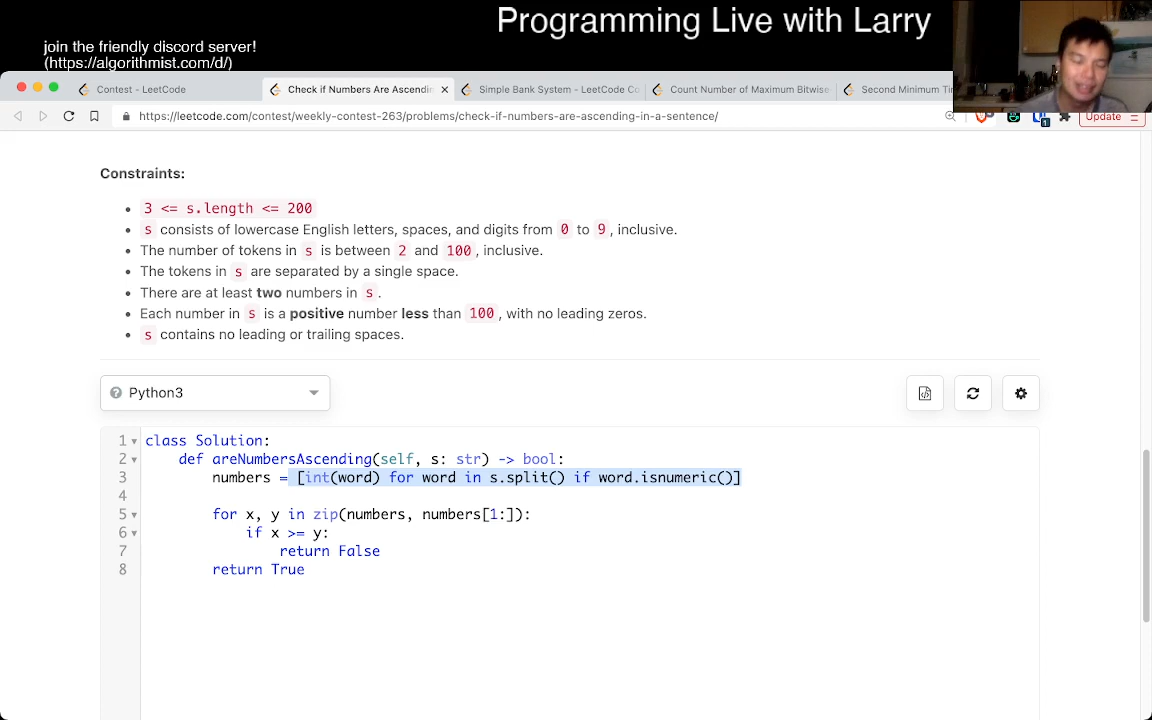 Programming Live with Larry
join the friendly discord server!
(https://algorithmist.com/d/)
Contest - LeetCode
Check if Numbers Are Ascendin
Simple Bank System - LeetCode Co
Count Number of Maximum Bitwise
Second Minimum Ti
https://leetcode.com/contest/weekly-contest-263/problems/check-if-numbers-are-ascending-in-a-sentence/
1
Update
Constraints:
3 <= s.length <= 200
s consists of lowercase English letters, spaces, and digits from 0 to 9, inclusive.
The number of tokens in s is between 2 and 100, inclusive.
The tokens in s are separated by a single space.
There are at least two numbers in s.
Each number in s is a positive number less than 100, with no leading zeros.
s contains no leading or trailing spaces.
Python3
1 class Solution:
2 def areNumbersAscending(self, s: str) -> bool:
3 numbers = [int(word) for word in s.split() if word.isnumeric()]
4
5 for x, y in zip(numbers, numbers[1:]):
6 if x >= y:
7 return False
8 return True